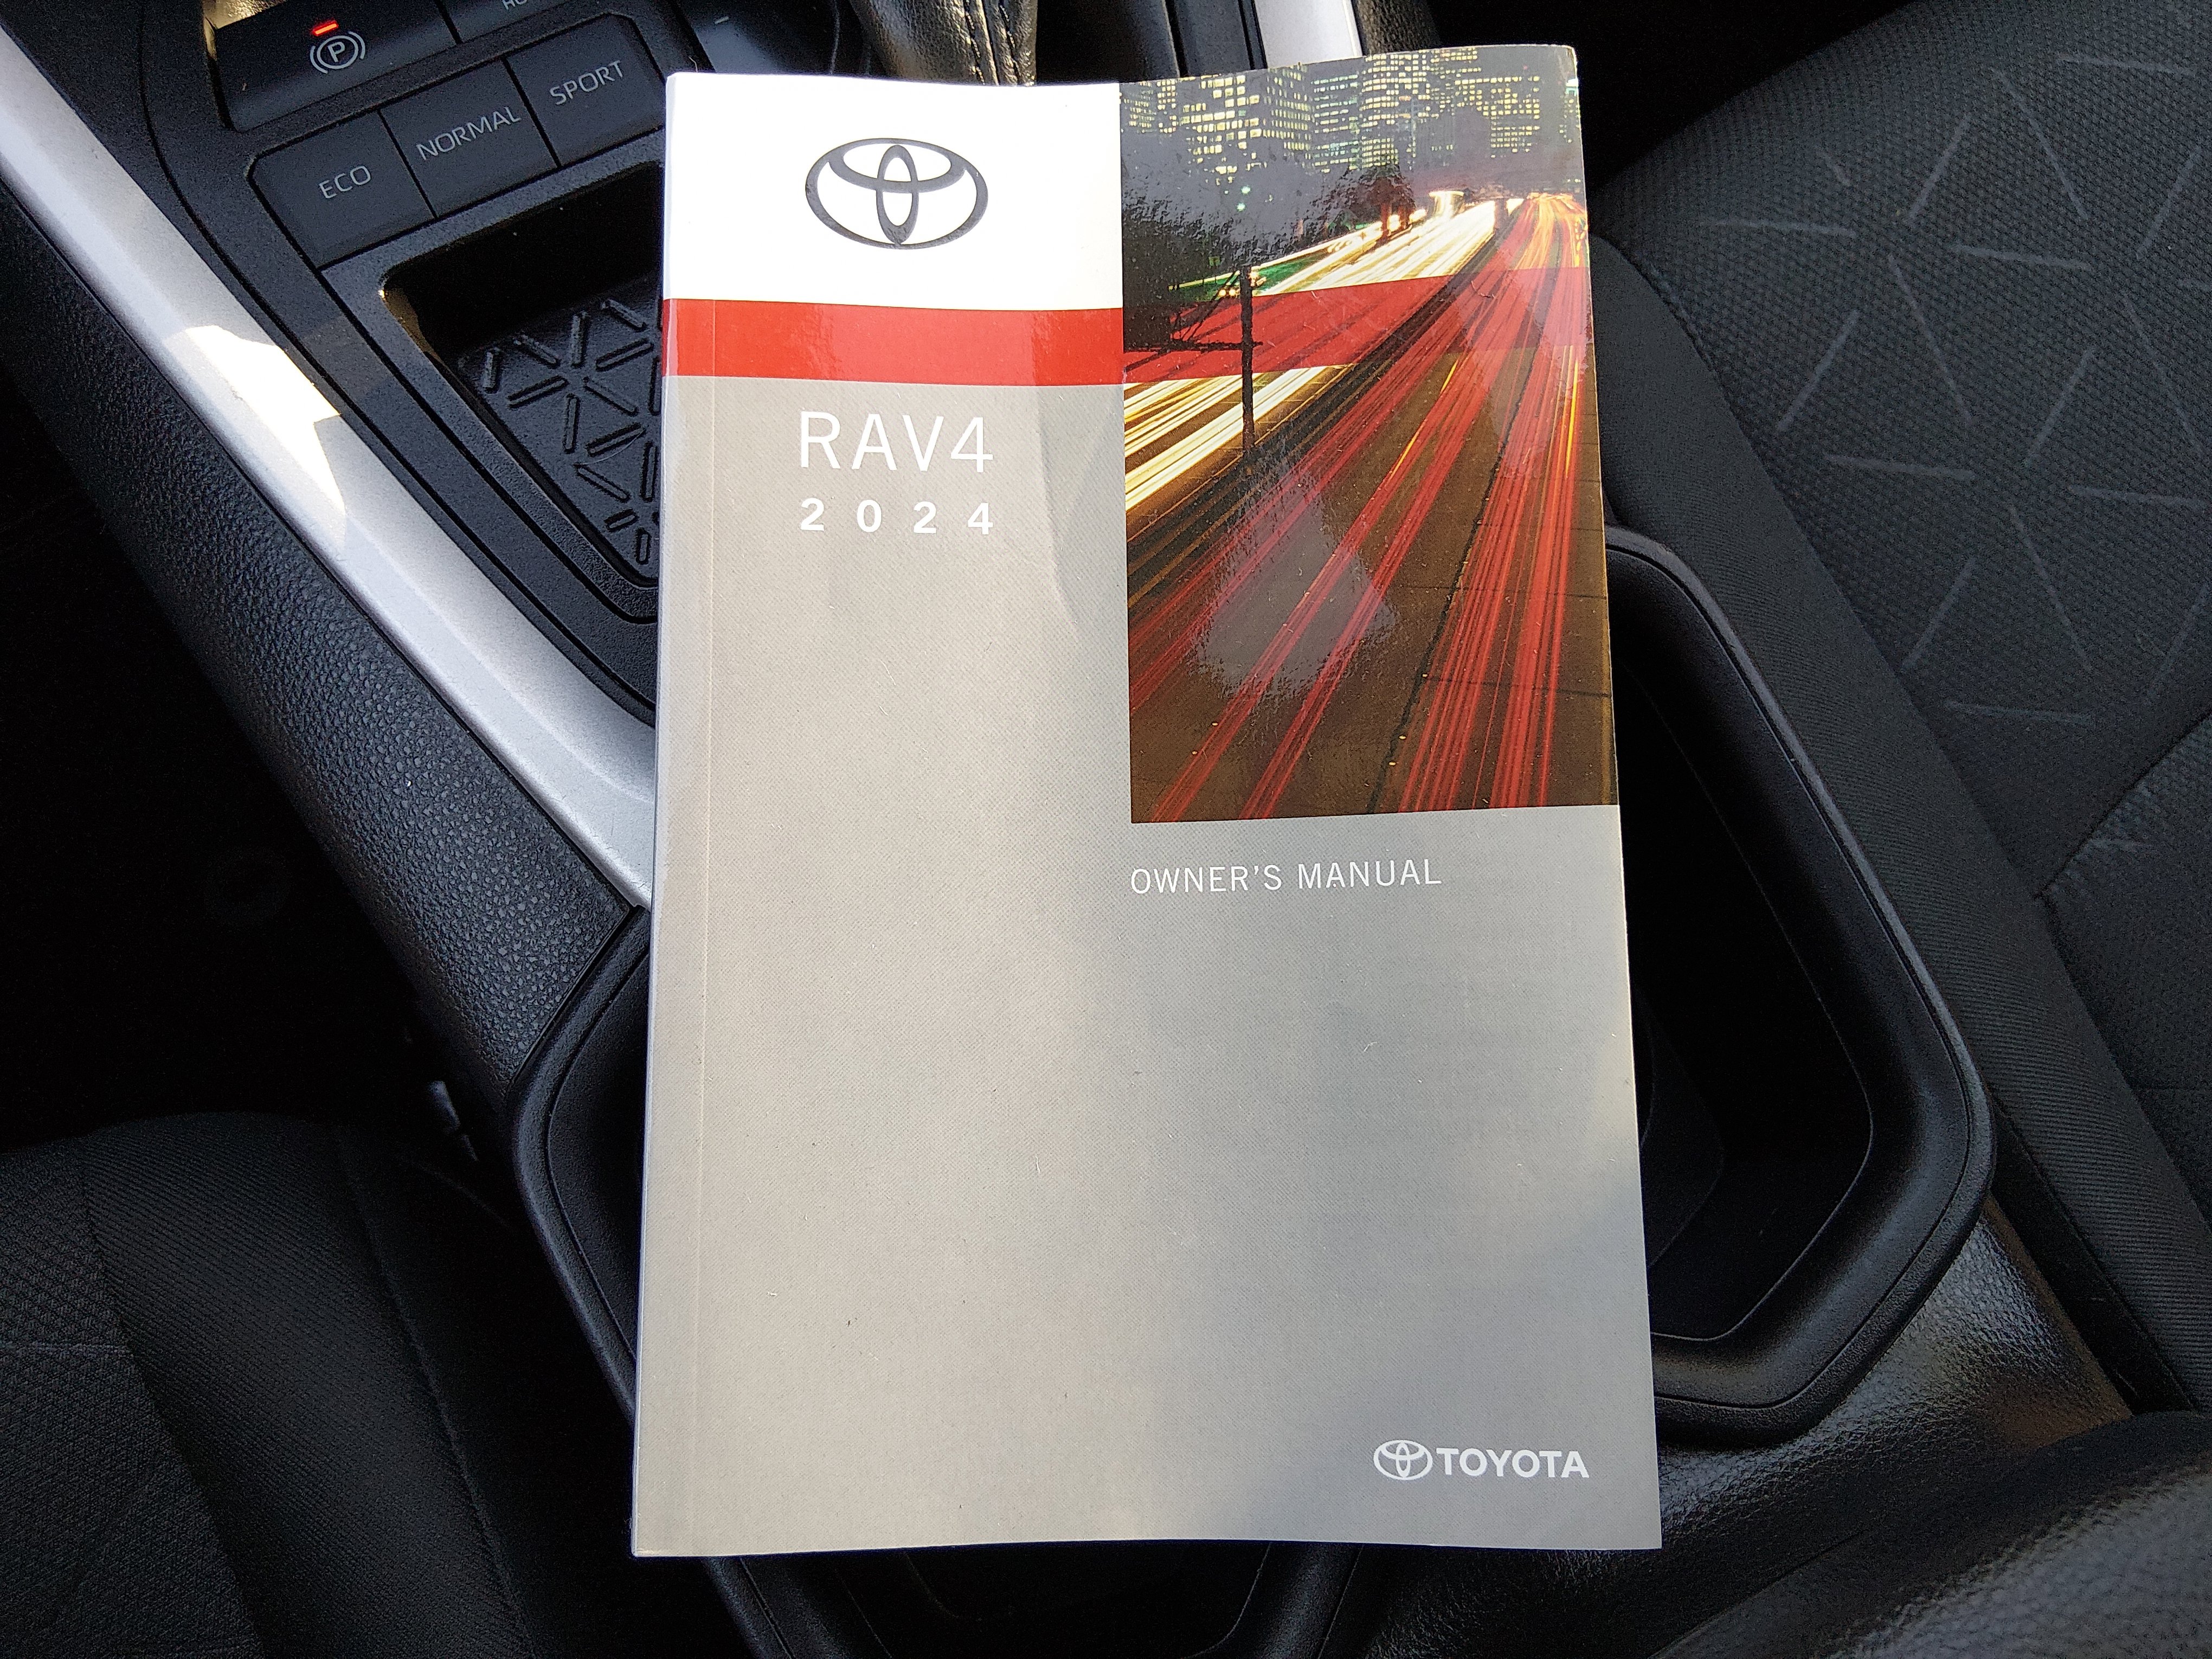 ECO
NORMAL
SPORT
RAV4
2024
OWNER'S MANUAL
TOYOTA